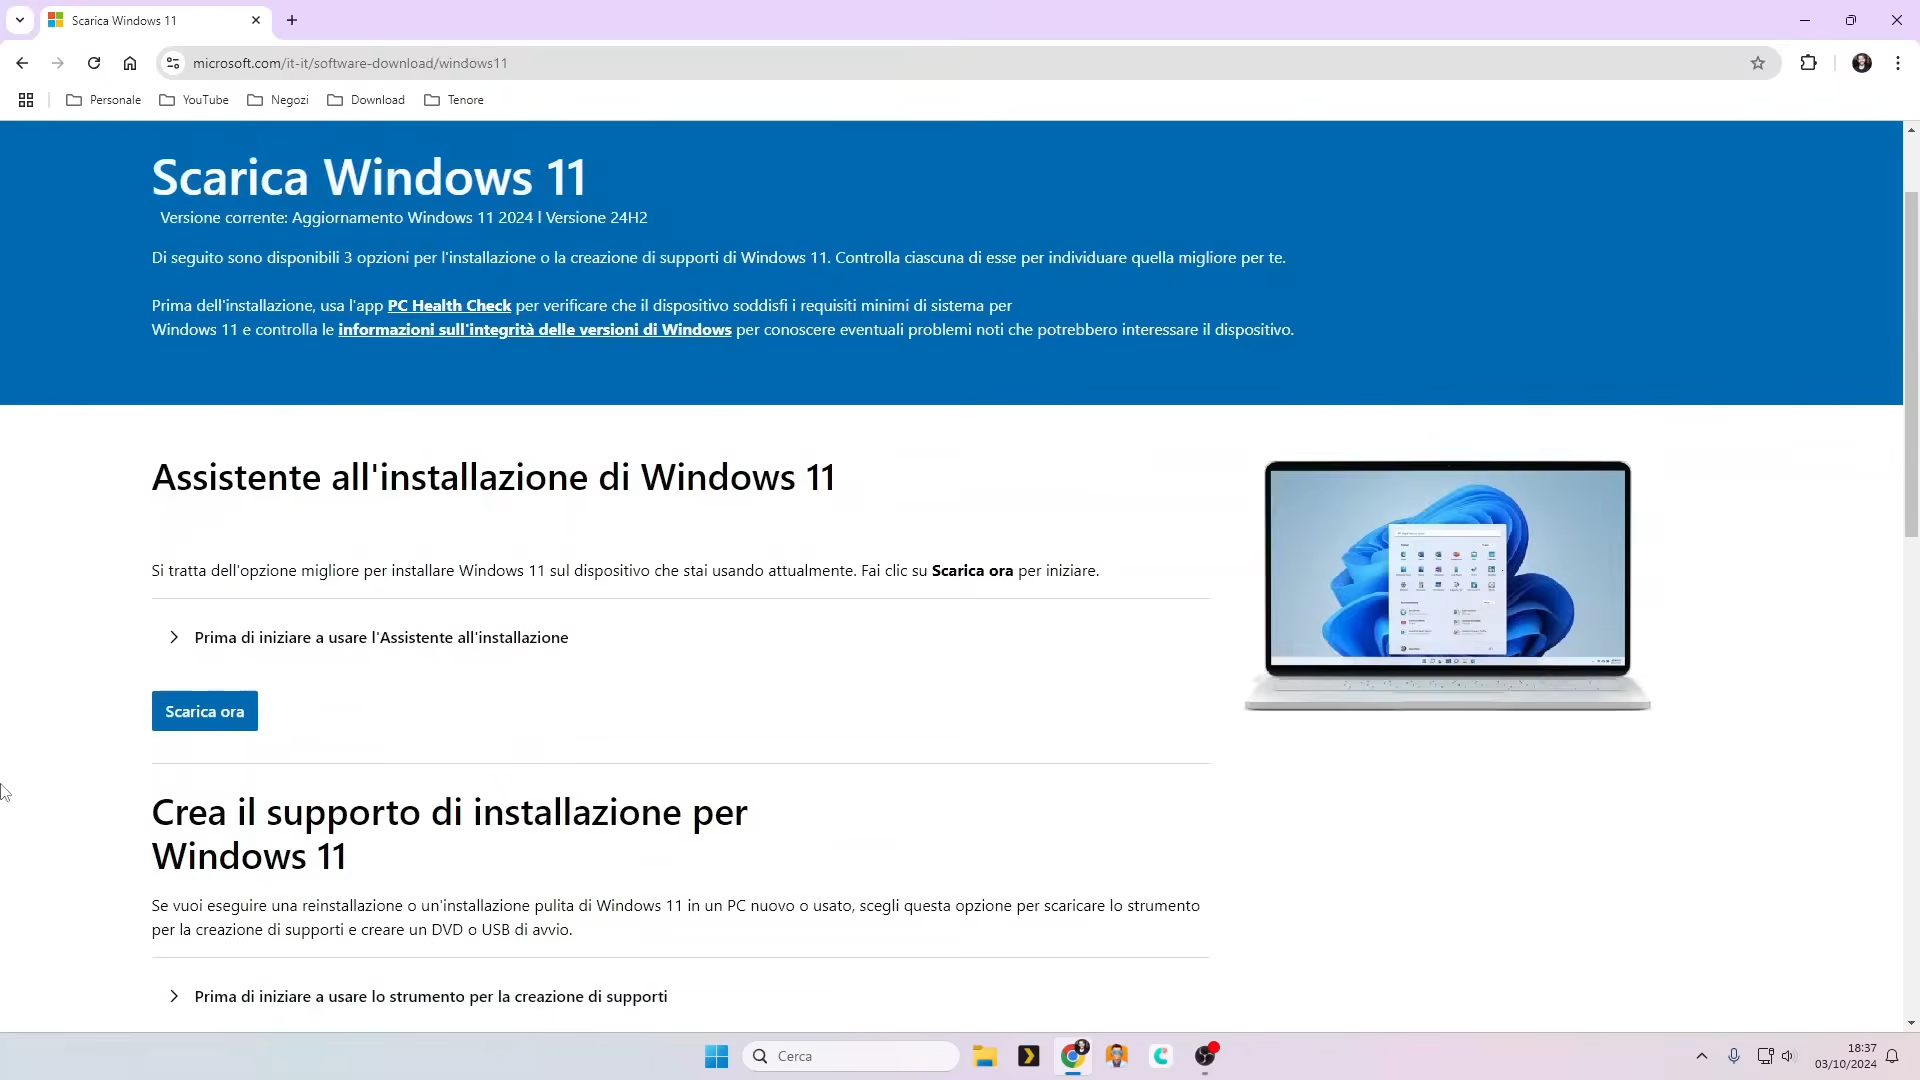 Scarica Windows 11
microsoft.com/it-it/software-download/windows11
Personale
YouTube
Negozi
Download
Tenore
Scarica Windows 11
Versione corrente: Aggiornamento Windows 11 2024 l Versione 24H2
Di seguito sono disponibili 3 opzioni per l'installazione o la creazione di supporti di Windows 11. Controlla ciascuna di esse per individuare quella migliore per te.
Prima dell'installazione, usa l'app PC Health Check per verificare che il dispositivo soddisfi i requisiti minimi di sistema per
Windows 11 e controlla le informazioni sull'integrità delle versioni di Windows per conoscere eventuali problemi noti che potrebbero interessare il dispositivo.
Assistente all'installazione di Windows 11
Si tratta dell'opzione migliore per installare Windows 11 sul dispositivo che stai usando attualmente. Fai clic su Scarica ora per iniziare.
Prima di iniziare a usare l'Assistente all'installazione
Scarica ora
Crea il supporto di installazione per
Windows 11
Se vuoi eseguire una reinstallazione o un'installazione pulita di Windows 11 in un PC nuovo o usato, scegli questa opzione per scaricare lo strumento
per la creazione di supporti e creare un DVD o USB di avvio.
Prima di iniziare a usare lo strumento per la creazione di supporti
Cerca
18:37
03/10/2024